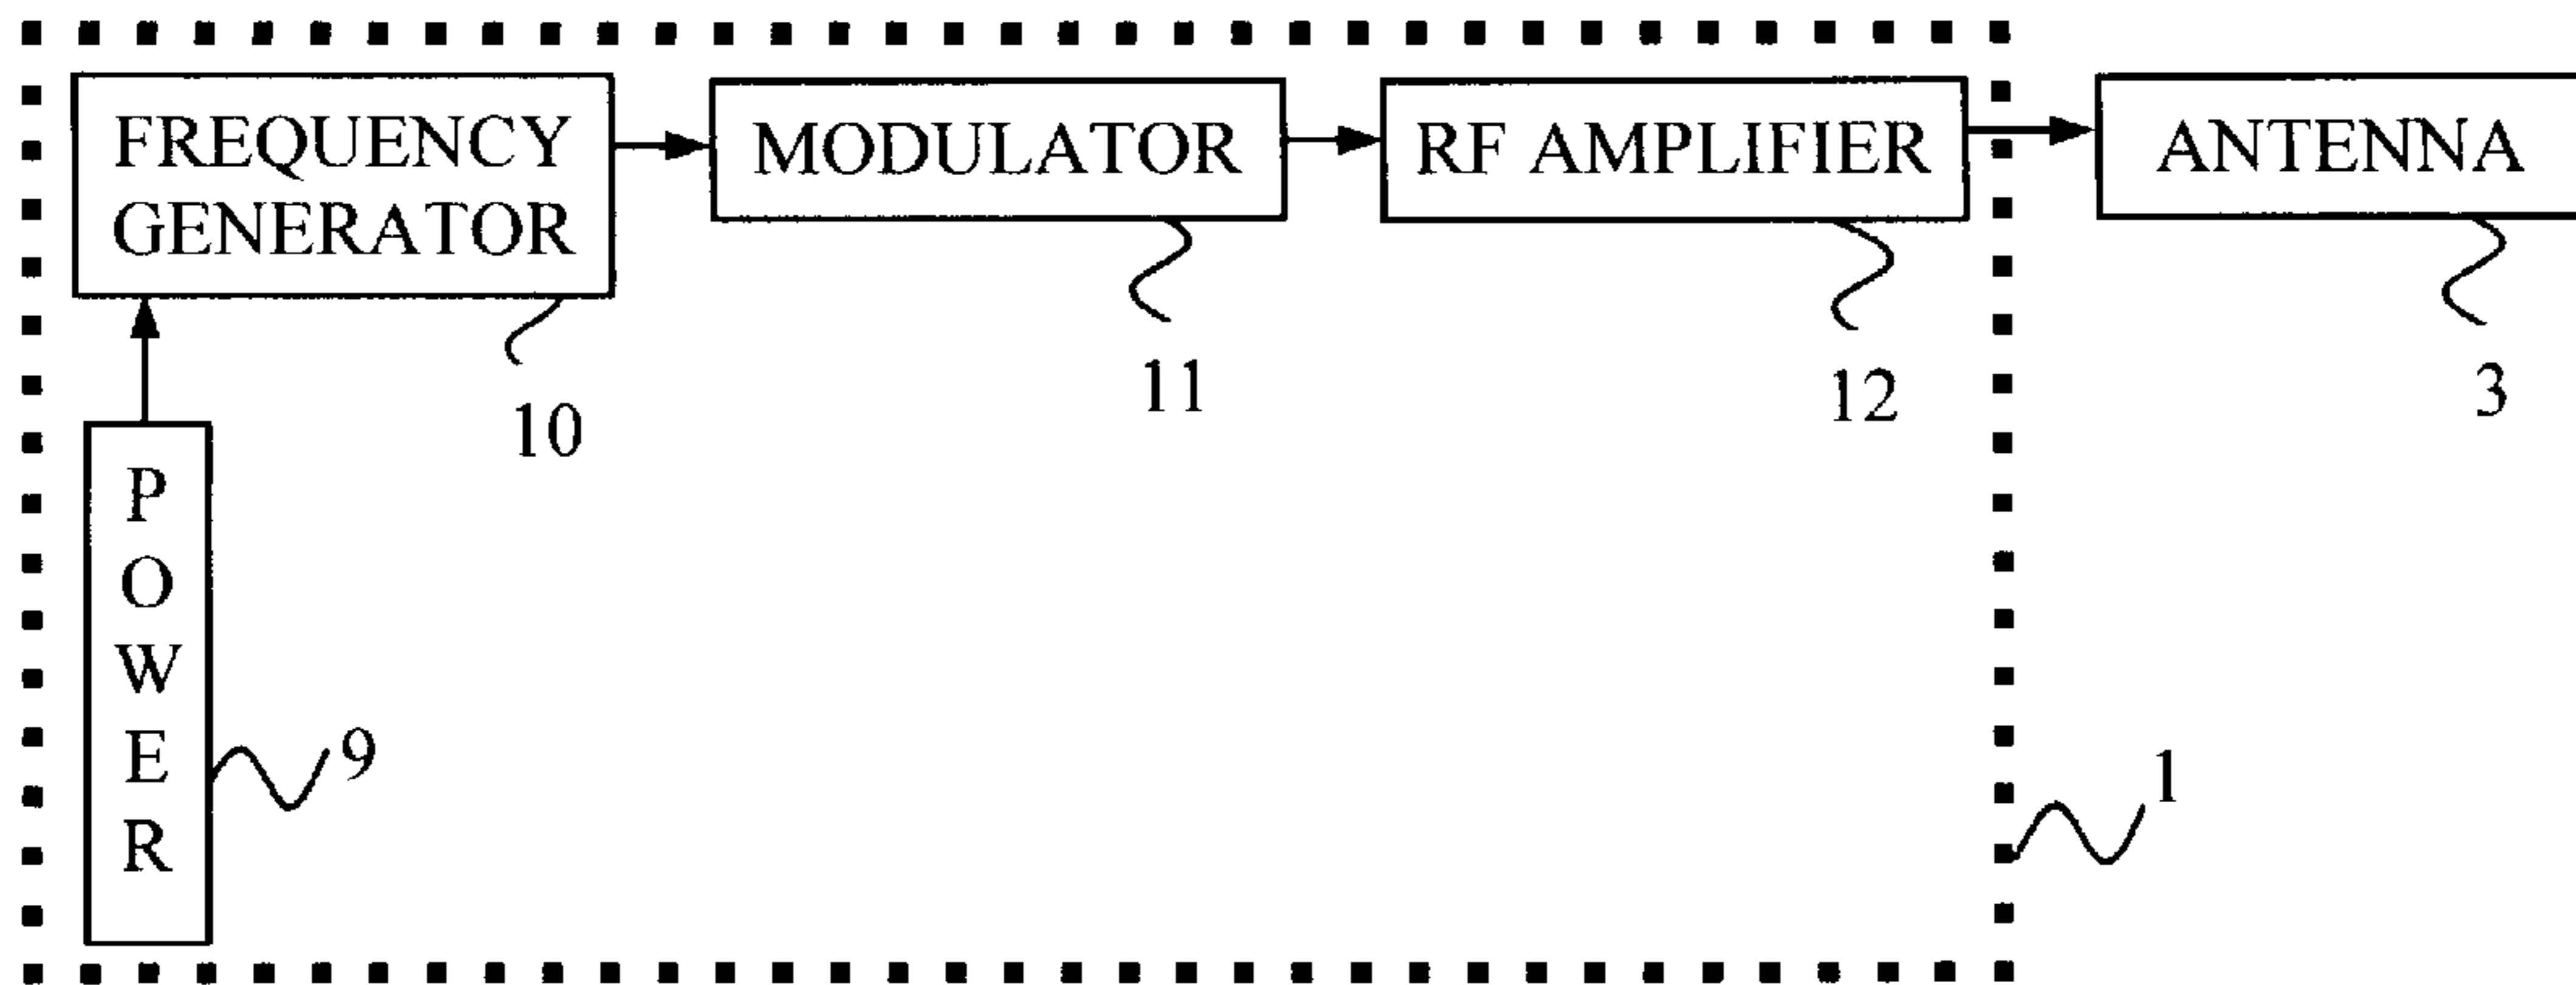 FREQUENCY
GENERATOR
MODULATOR
RF AMPLIFIER
ANTENNA
10
11
12
3
P
O
W
E
R
9
1